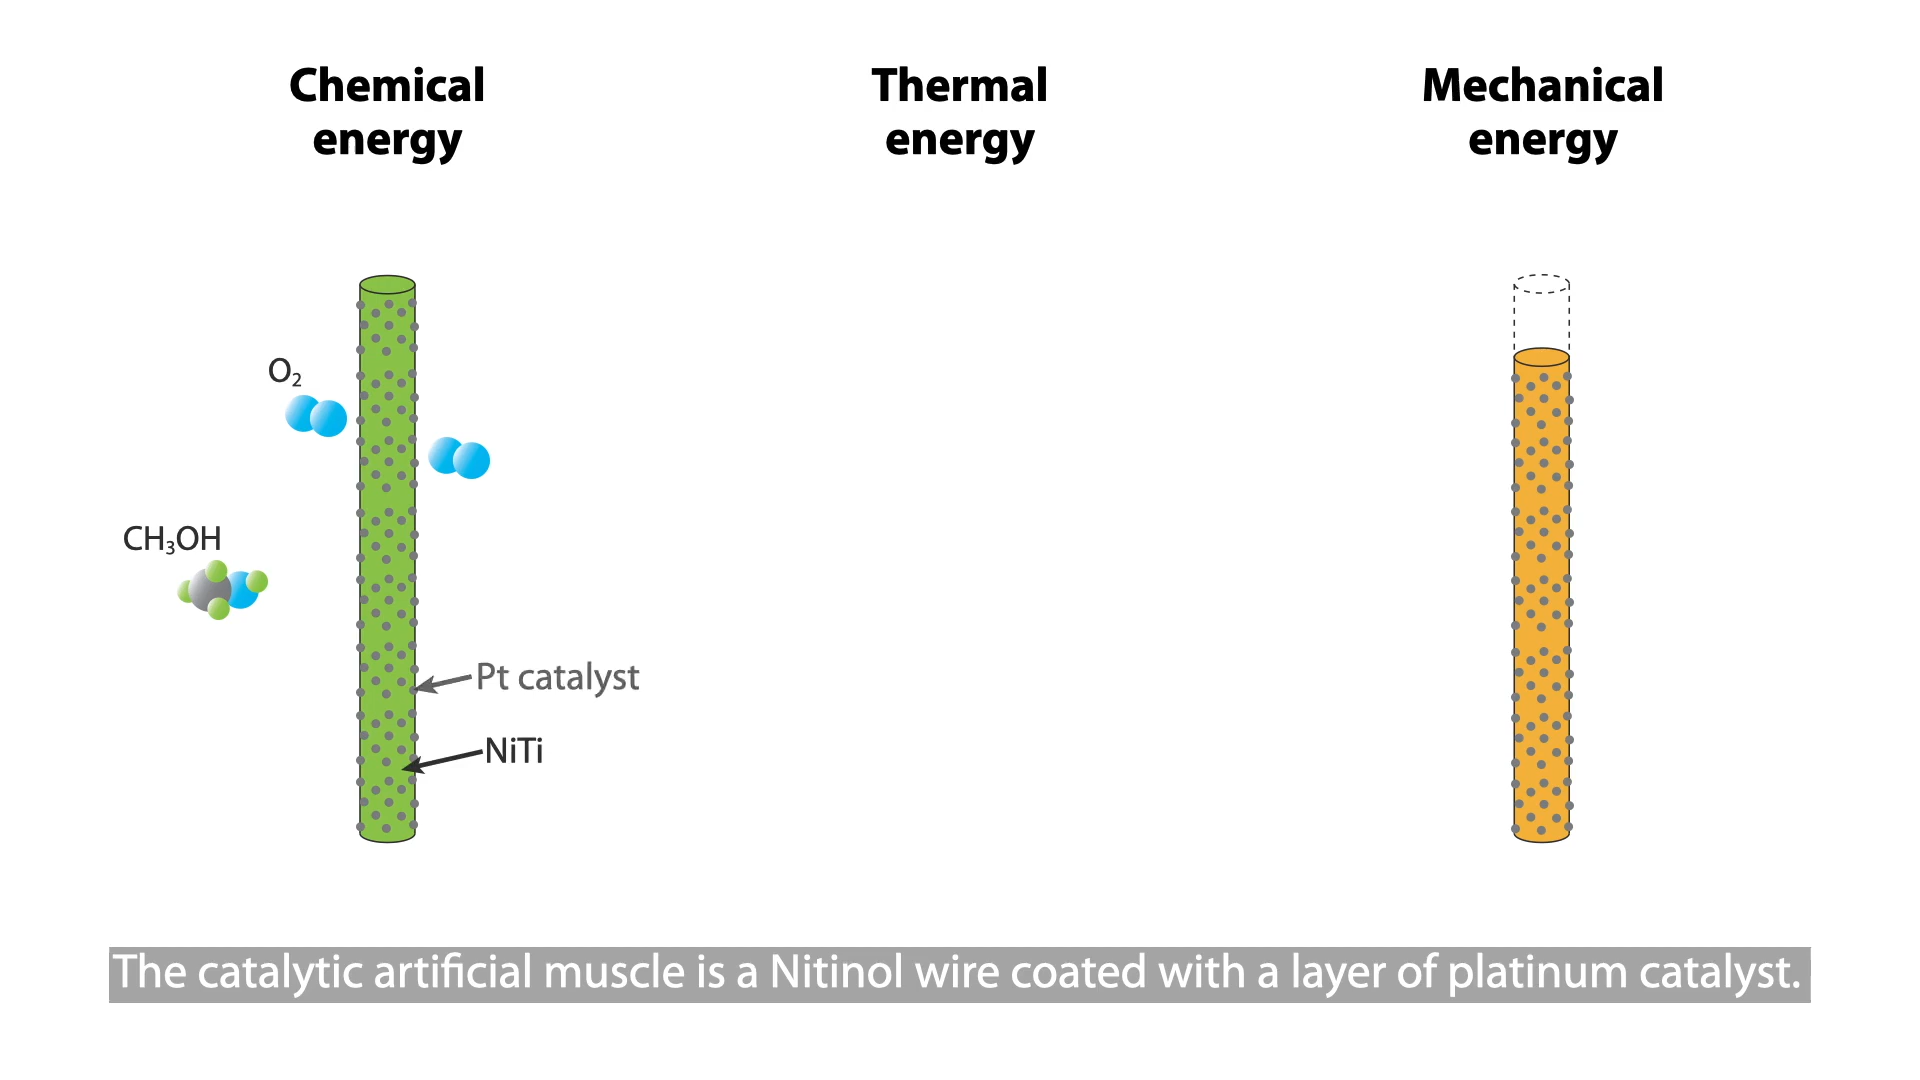 Chemical
energy
Thermal
energy
Mechanical
energy
O₂
CH₃OH
Pt catalyst
NiTi
The catalytic artificial muscle is a Nitinol wire coated with a layer of platinum catalyst.